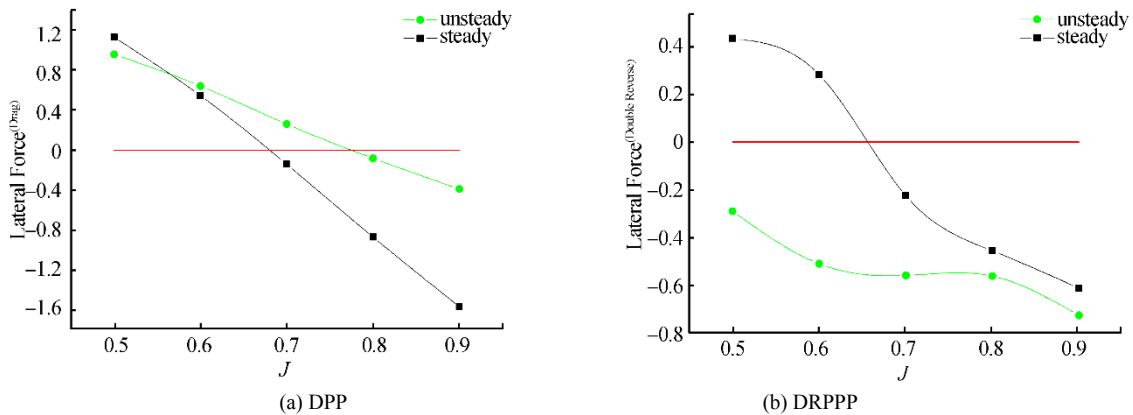 unsteady
steady
1.2
0.8
0.4
0
−0.4
−0.8
−1.2
−1.6
Lateral Force(Drag)
0.5 0.6 0.7 0.8 0.9
J
(a) DPP
unsteady
steady
0.4
0.2
0
−0.2
−0.4
−0.6
−0.8
Lateral Force(Double Reverse)
0.5 0.6 0.7 0.8 0.9
J
(b) DRPPP